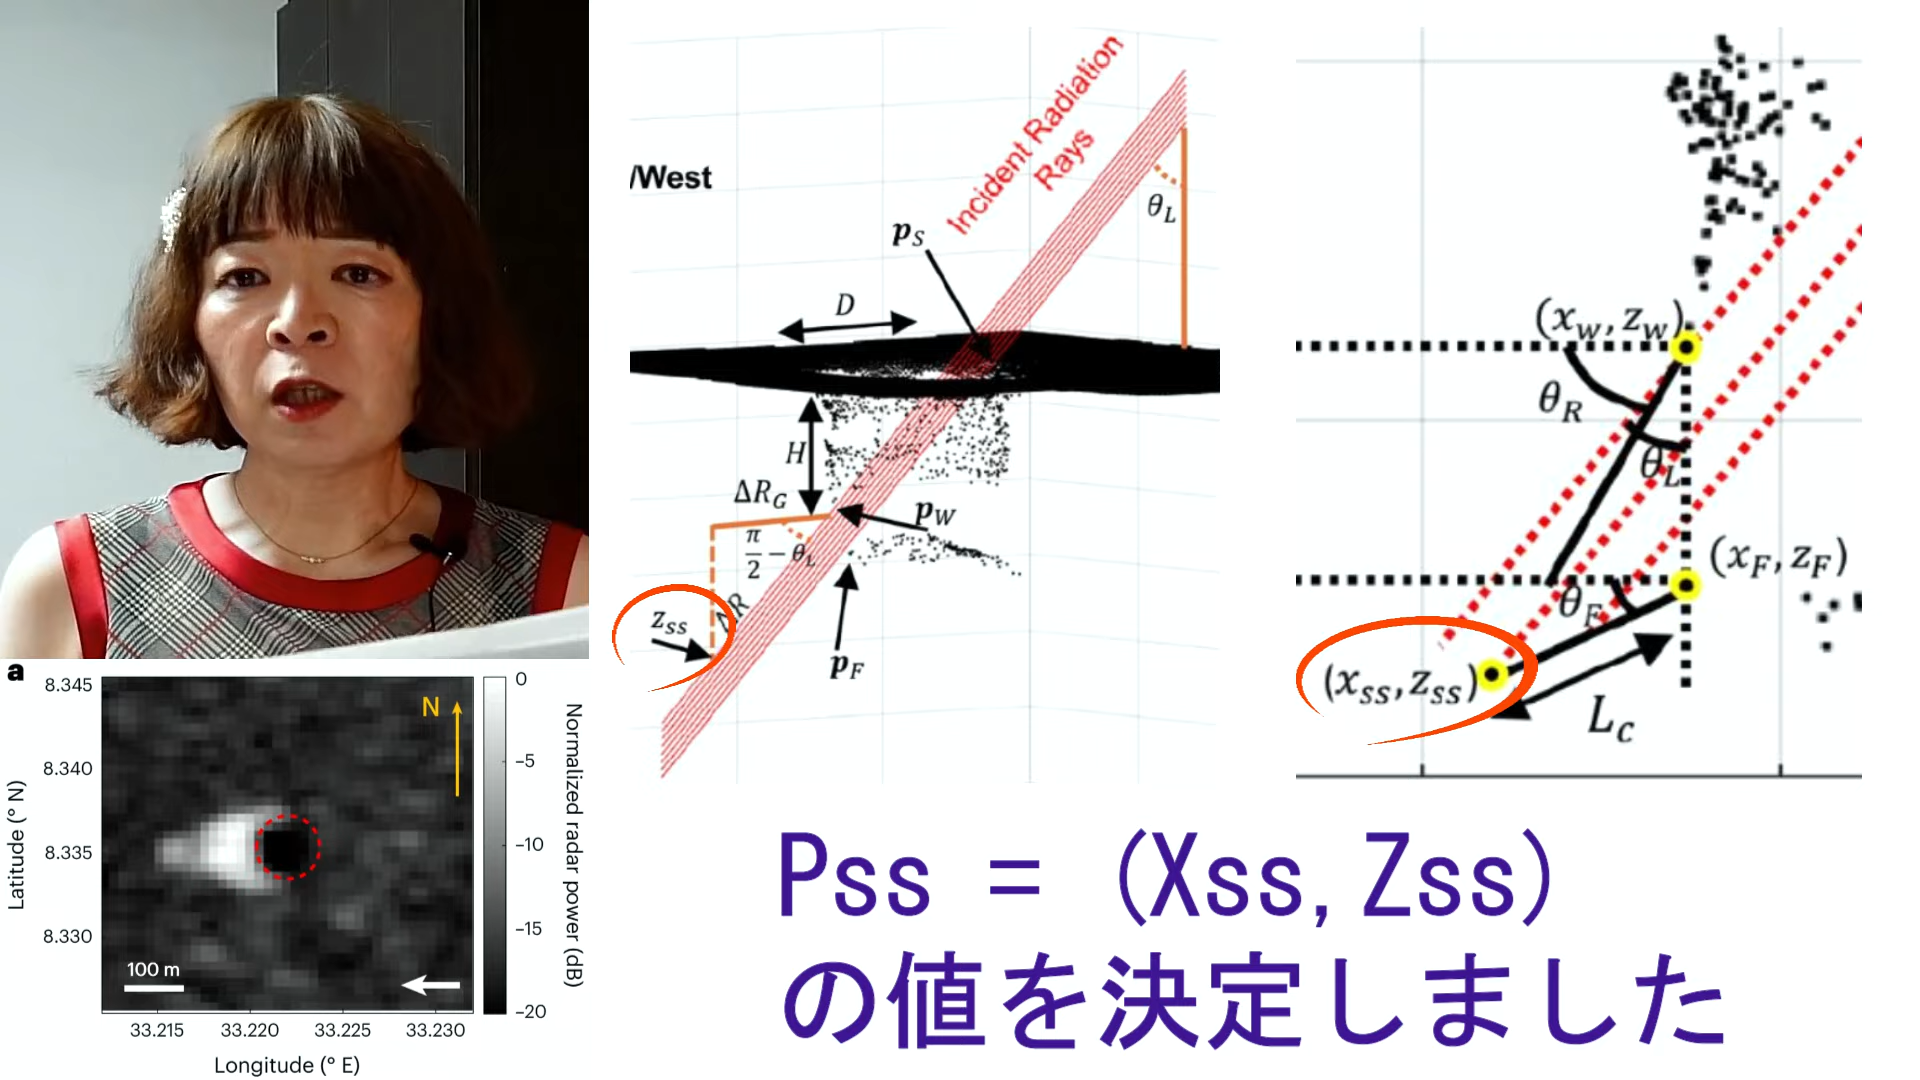 /West
Incident Radiation
Rays
θL
pS
D
H
ΔRG
π/2 − θL
pW
ΔR
zss
pF
(xW, zW)
θR
θL
(xF, zF)
θF
(xss, zss)
LC
a
N
8.345
8.340
8.335
8.330
Latitude (° N)
100 m
33.215 33.220 33.225 33.230
Longitude (° E)
0
−5
−10
−15
−20
Normalized radar power (dB)
Pss = (Xss,Zss)
の値を決定しました